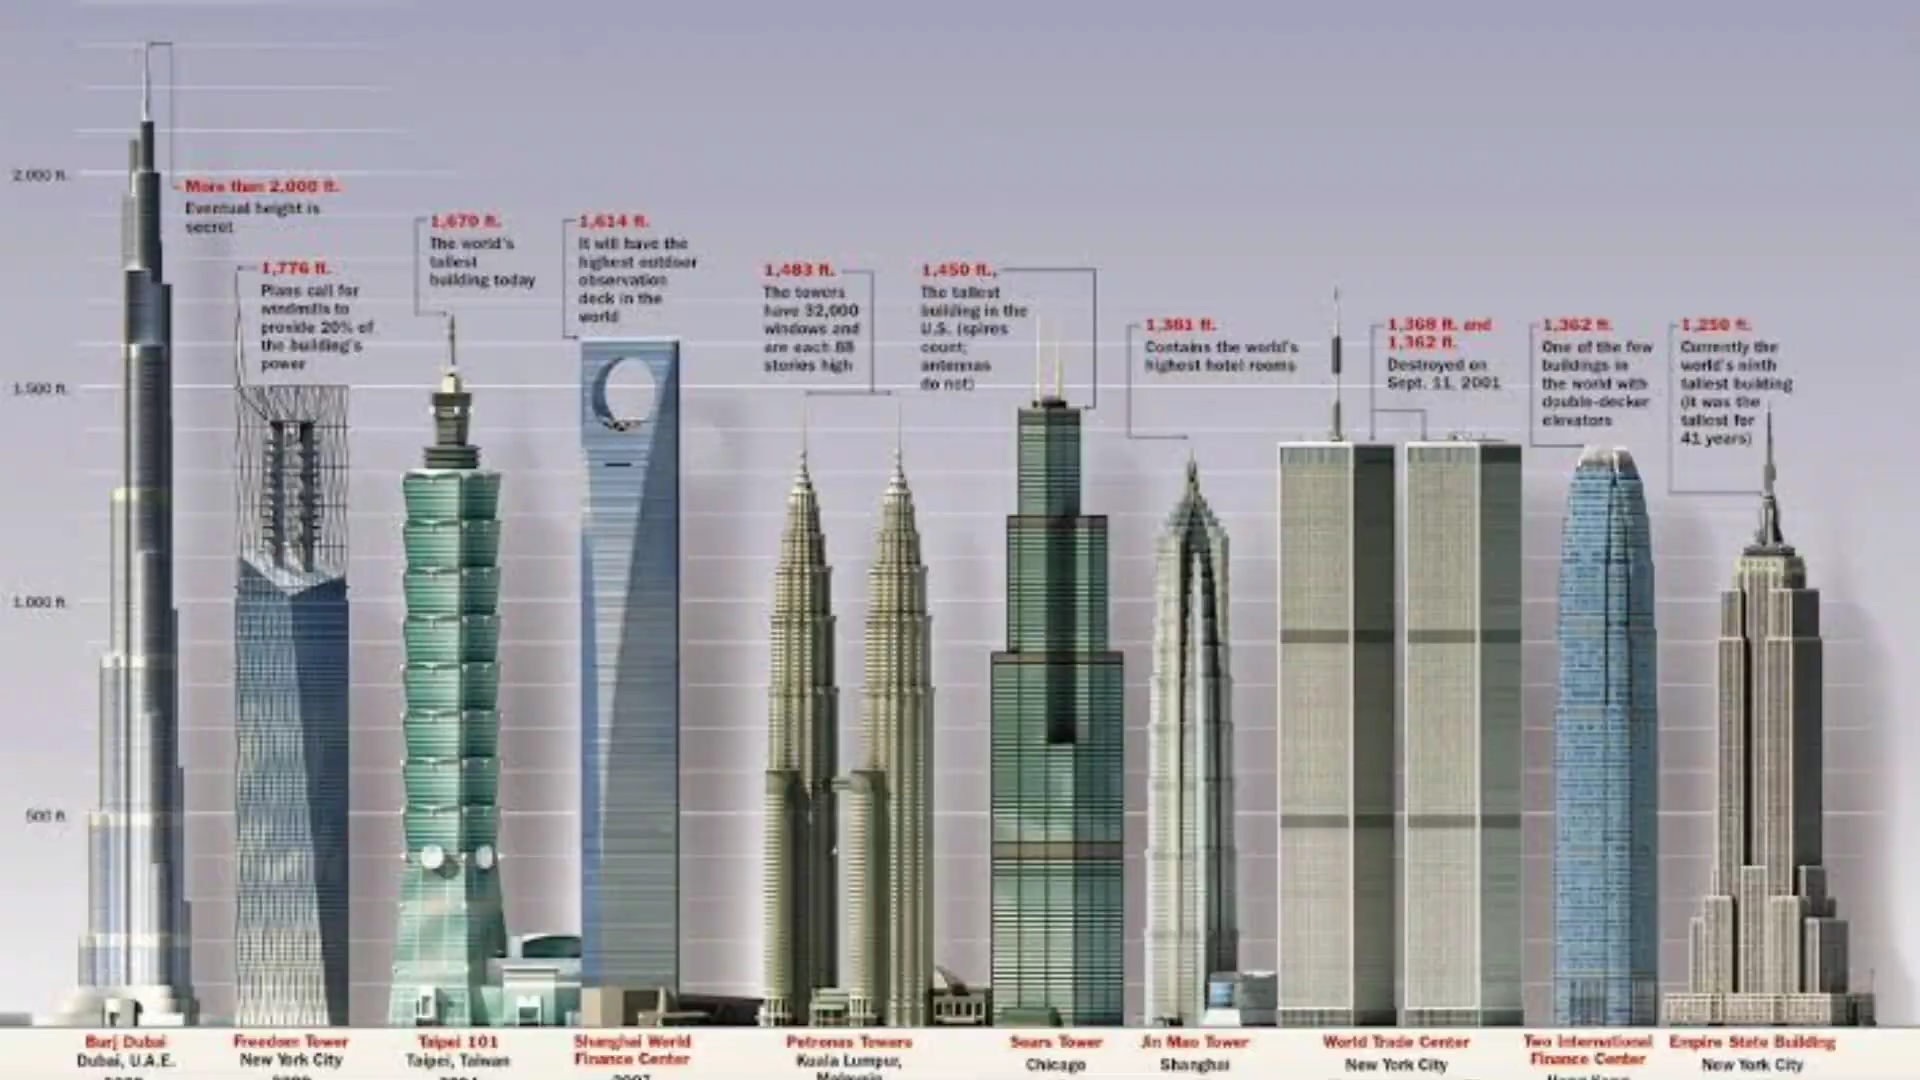 2,000 ft.
1,500 ft.
1,000 ft.
500 ft.
More than 2,000 ft.
Eventual height is
secret
1,776 ft.
Plans call for
windmills to
provide 20% of
the building's
power
1,670 ft.
The world's
tallest
building today
1,614 ft.
It will have the
highest outdoor
observation
deck in the
world
1,483 ft.
The towers
have 32,000
windows and
are each 88
stories high
1,450 ft.,
The tallest
building in the
U.S. (spires
count;
antennas
do not)
1,381 ft.
Contains the world's
highest hotel rooms
1,368 ft. and
1,362 ft.
Destroyed on
Sept. 11, 2001
1,362 ft.
One of the few
buildings in
the world with
double-decker
elevators
1,250 ft.
Currently the
world's ninth
tallest building
(it was the
tallest for
41 years)
Burj Dubai
Dubai, U.A.E.
Freedom Tower
New York City
Taipei 101
Taipei, Taiwan
Shanghai World
Finance Center
Petronas Towers
Kuala Lumpur,
Malaysia
Sears Tower
Chicago
Jin Mao Tower
Shanghai
World Trade Center
New York City
Two International
Finance Center
Hong Kong
Empire State Building
New York City